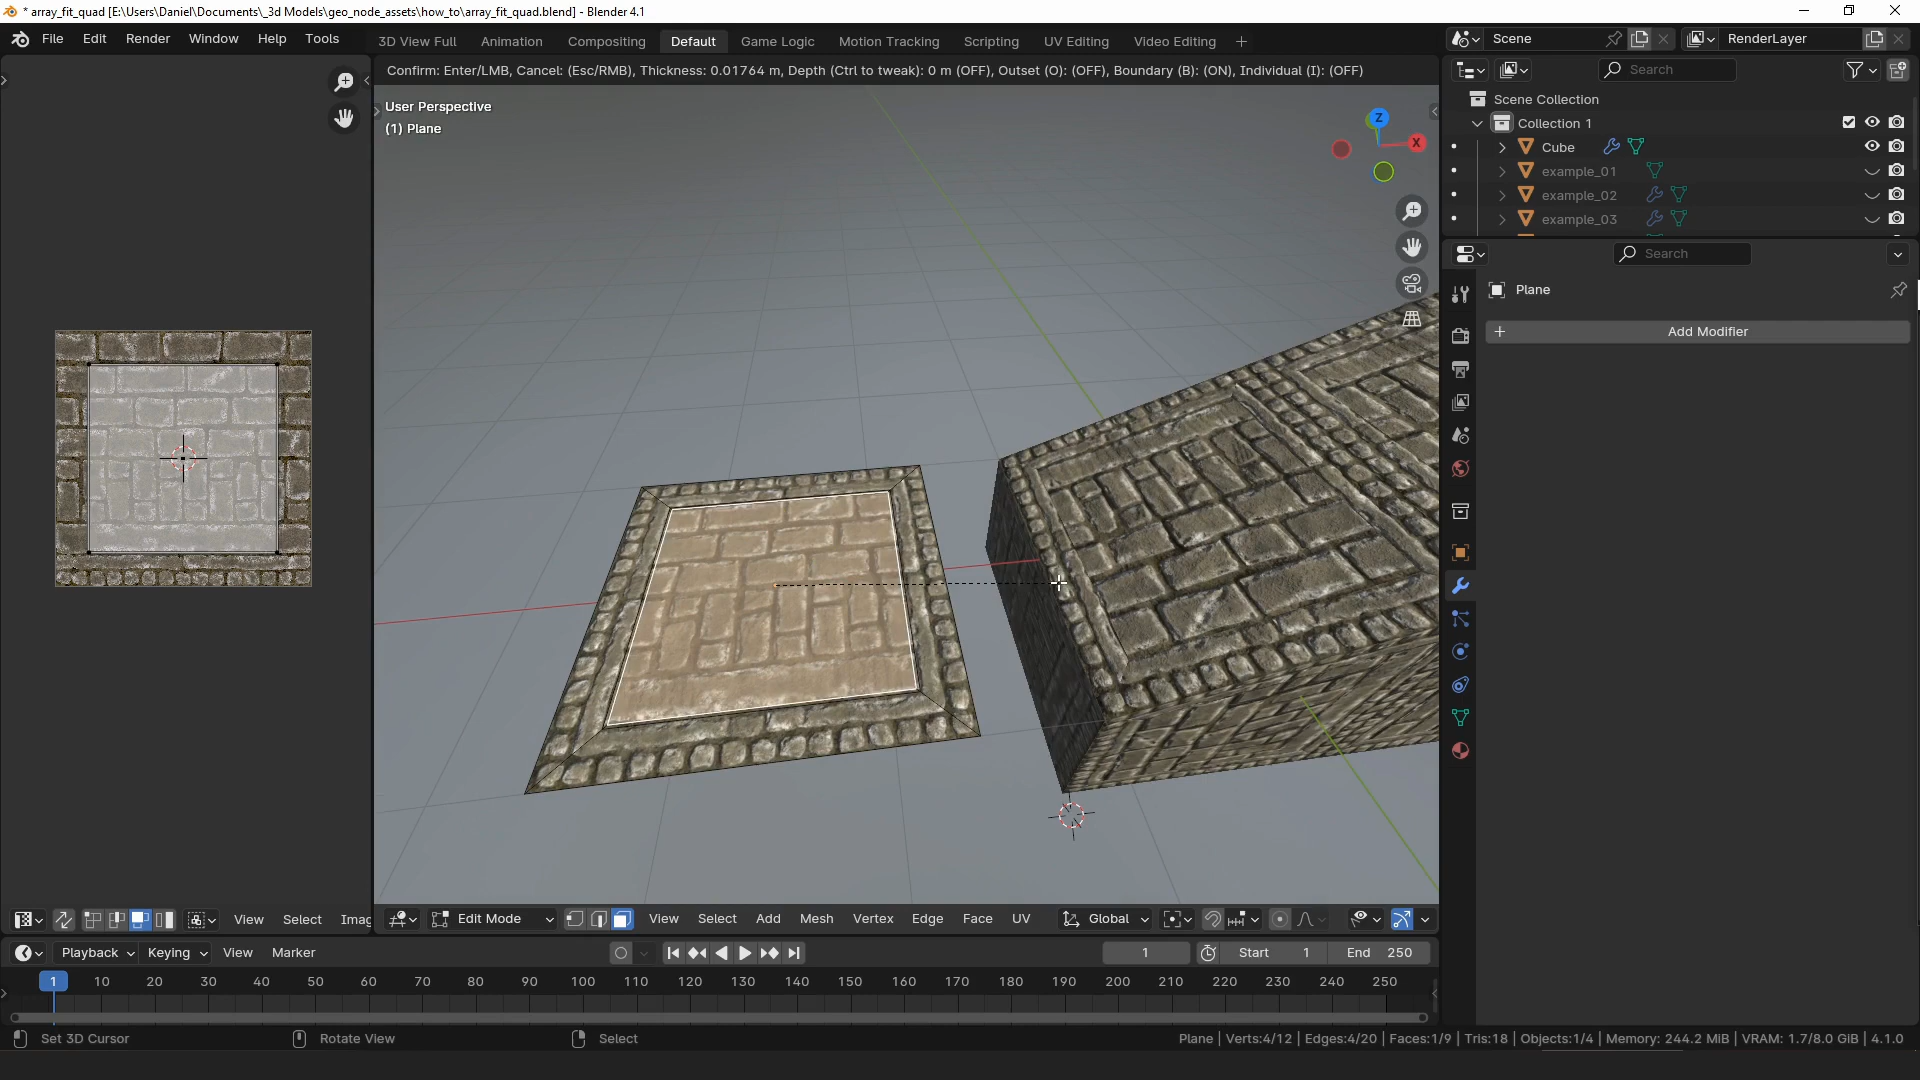 * array_fit_quad [E:\Users\Daniel\Documents\_3d Models\geo_node_assets\how_to\array_fit_quad.blend] - Blender 4.1
File Edit Render Window Help Tools 3D View Full Animation Compositing Default Game Logic Motion Tracking Scripting UV Editing Video Editing + Scene RenderLayer
Confirm: Enter/LMB, Cancel: (Esc/RMB), Thickness: 0.01764 m, Depth (Ctrl to tweak): 0 m (OFF), Outset (O): (OFF), Boundary (B): (ON), Individual (I): (OFF)
Search
User Perspective
(1) Plane
Z
X
Scene Collection
Collection 1
Cube
example_01
example_02
example_03
Search
Plane
+ Add Modifier
View Select Imag
Edit Mode View Select Add Mesh Vertex Edge Face UV Global
Playback Keying View Marker 1 Start 1 End 250
1 10 20 30 40 50 60 70 80 90 100 110 120 130 140 150 160 170 180 190 200 210 220 230 240 250
Set 3D Cursor Rotate View Select Plane | Verts:4/12 | Edges:4/20 | Faces:1/9 | Tris:18 | Objects:1/4 | Memory: 244.2 MiB | VRAM: 1.7/8.0 GiB | 4.1.0